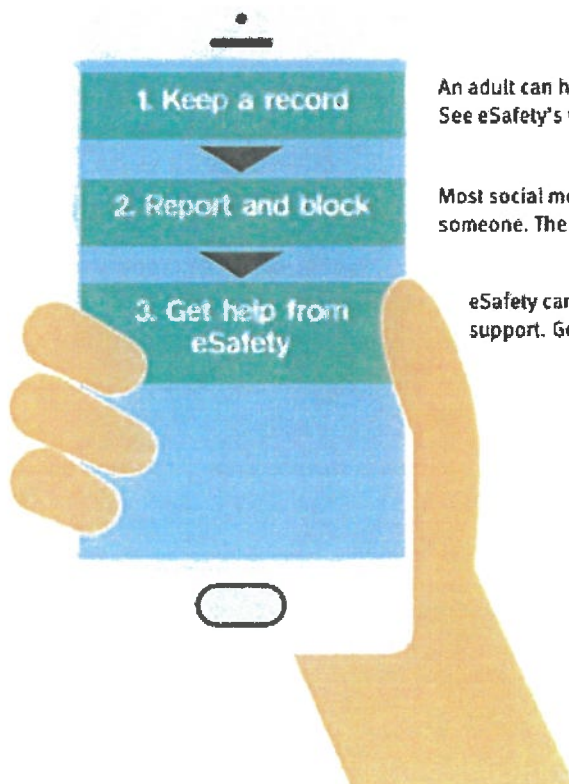 1. Keep a record
An adult can
See eSafety's
2. Report and block
Most social
someone. The
3. Get help from
eSafety
eSafety
support.